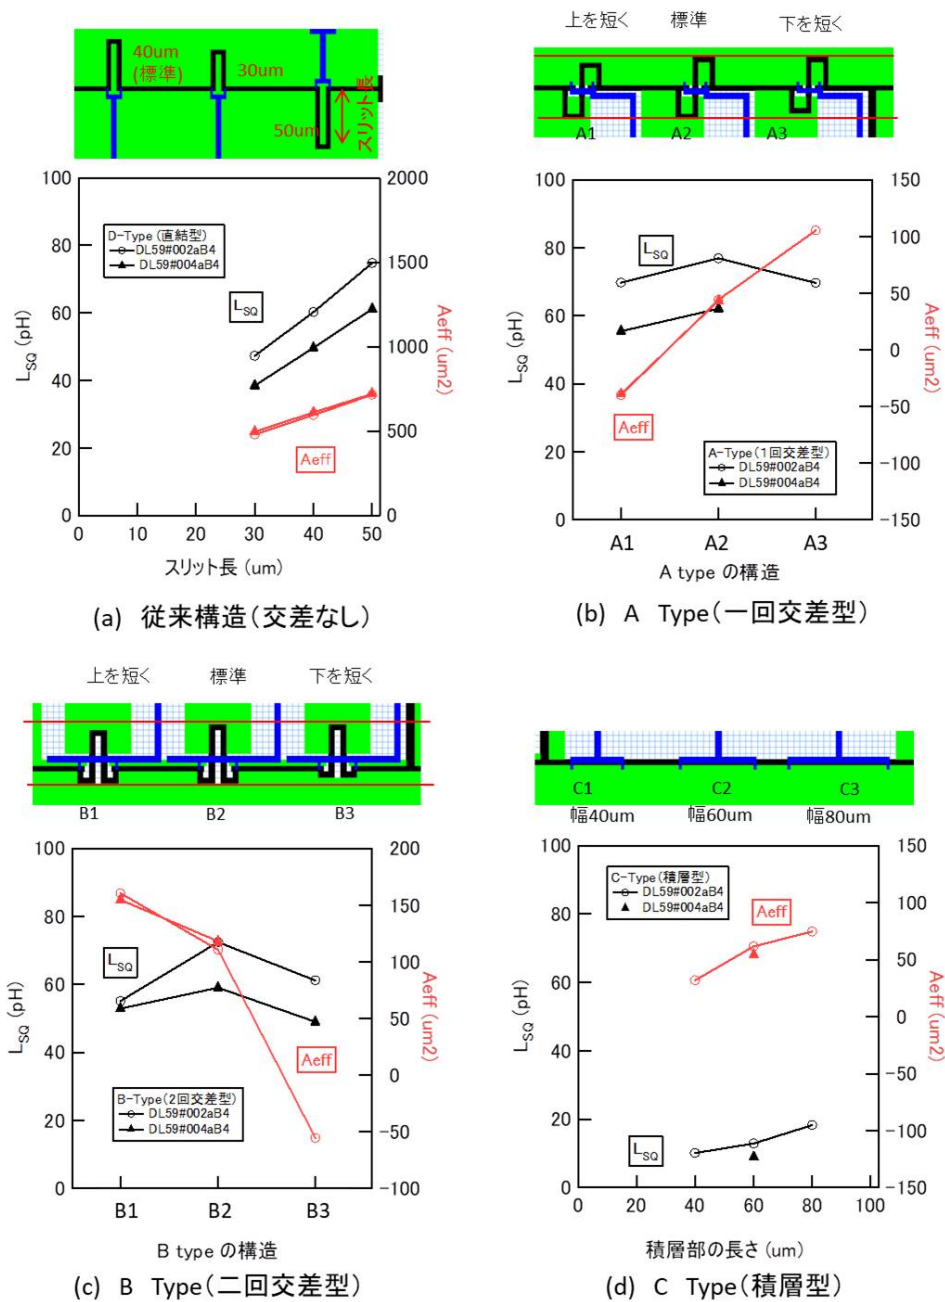 40um
(標準)
30um
50um
スリット長
100
80
60
40
20
0
L_SQ (pH)
2000
1500
1000
500
0
Aeff (um2)
D-Type (直結型)
DL59#002aB4
DL59#004aB4
L_SQ
Aeff
0 10 20 30 40 50
スリット長 (um)
(a) 従来構造(交差なし)
上を短く 標準 下を短く
A1 A2 A3
100
80
60
40
20
0
L_SQ (pH)
150
100
50
0
-50
-100
-150
Aeff (um2)
L_SQ
Aeff
A-Type(1回交差型)
DL59#002aB4
DL59#004aB4
A1 A2 A3
A type の構造
(b) A Type(一回交差型)
上を短く 標準 下を短く
B1 B2 B3
100
80
60
40
20
0
L_SQ (pH)
200
150
100
50
0
-50
-100
Aeff (um2)
L_SQ
Aeff
B-Type(2回交差型)
DL59#002aB4
DL59#004aB4
B1 B2 B3
B type の構造
(c) B Type(二回交差型)
C1 C2 C3
幅40um 幅60um 幅80um
100
80
60
40
20
0
L_SQ (pH)
150
100
50
0
-50
-100
-150
Aeff (um2)
C-Type(積層型)
DL59#002aB4
DL59#004aB4
Aeff
L_SQ
0 20 40 60 80 100
積層部の長さ (um)
(d) C Type(積層型)